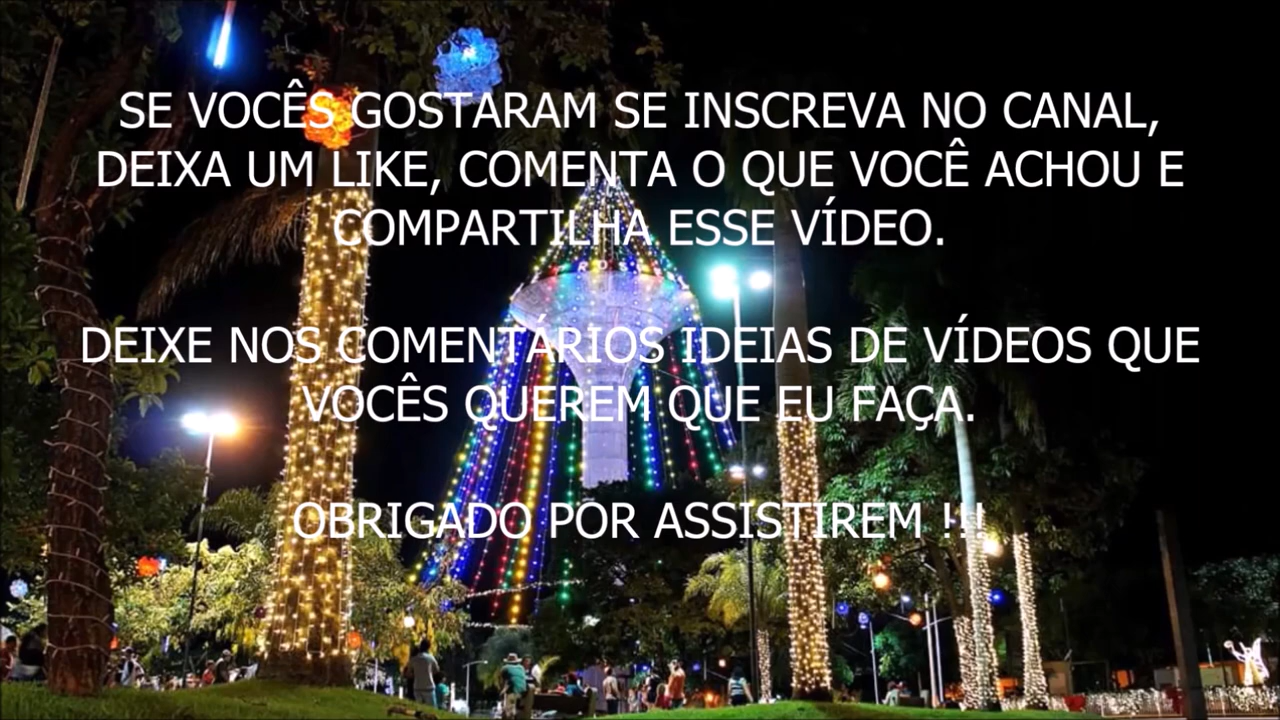 SE VOCÊS GOSTARAM SE INSCREVA NO CANAL,
DEIXA UM LIKE, COMENTA O QUE VOCÊ ACHOU E
COMPARTILHA ESSE VÍDEO.
DEIXE NOS COMENTÁRIOS IDEIAS DE VÍDEOS QUE
VOCÊS QUEREM QUE EU FAÇA.
OBRIGADO POR ASSISTIREM !!!